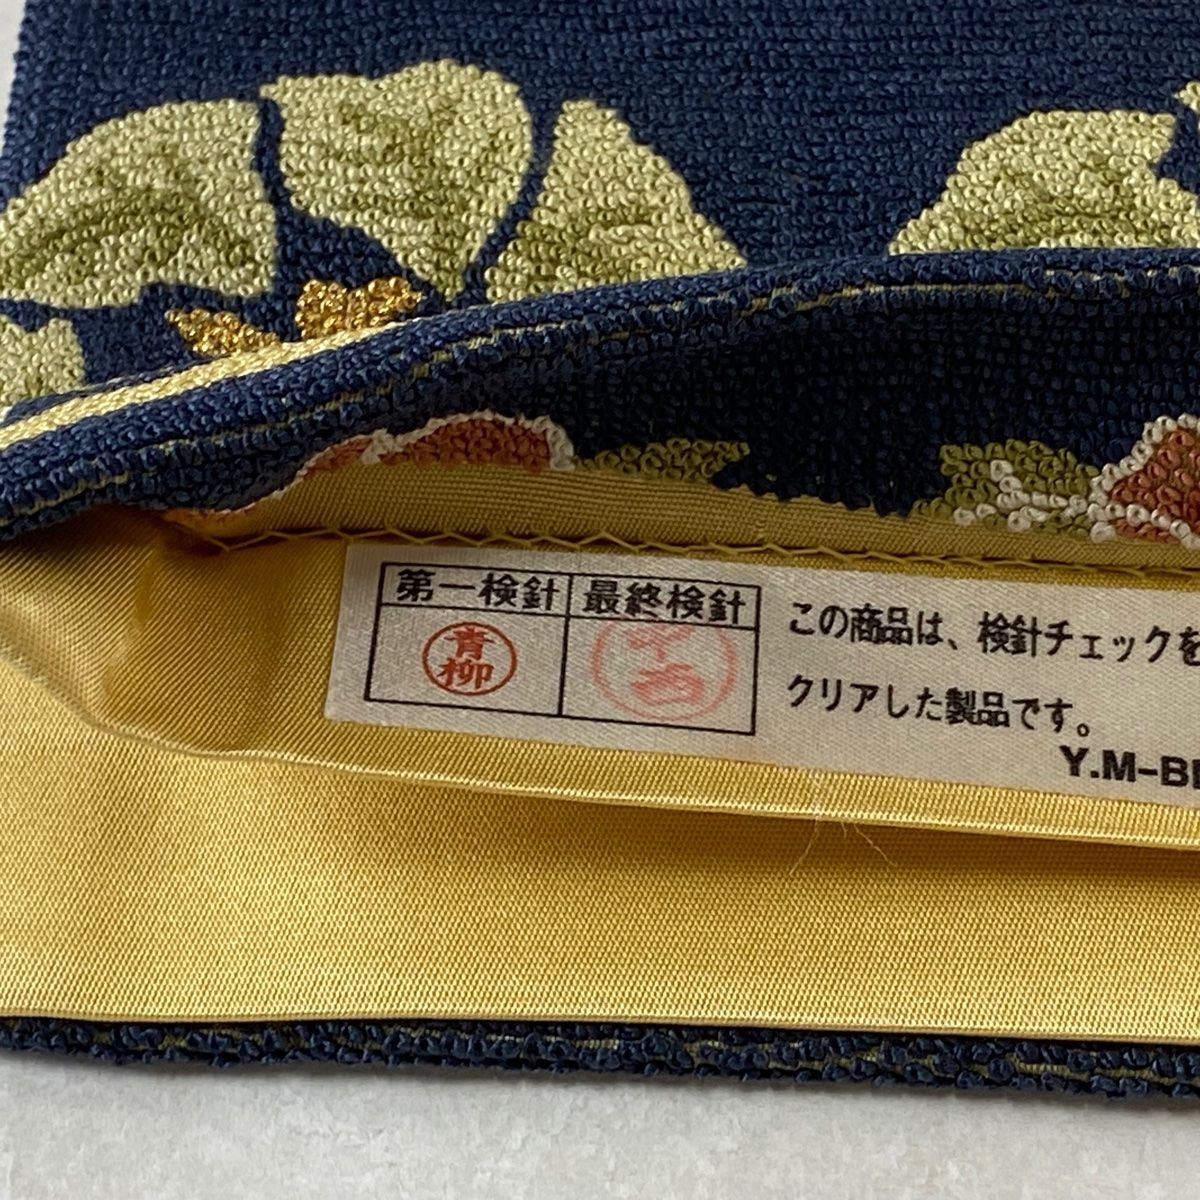 第一検針 最終検針
青柳
この商品は、検針チェックを
クリアした製品です。
Y.M-B